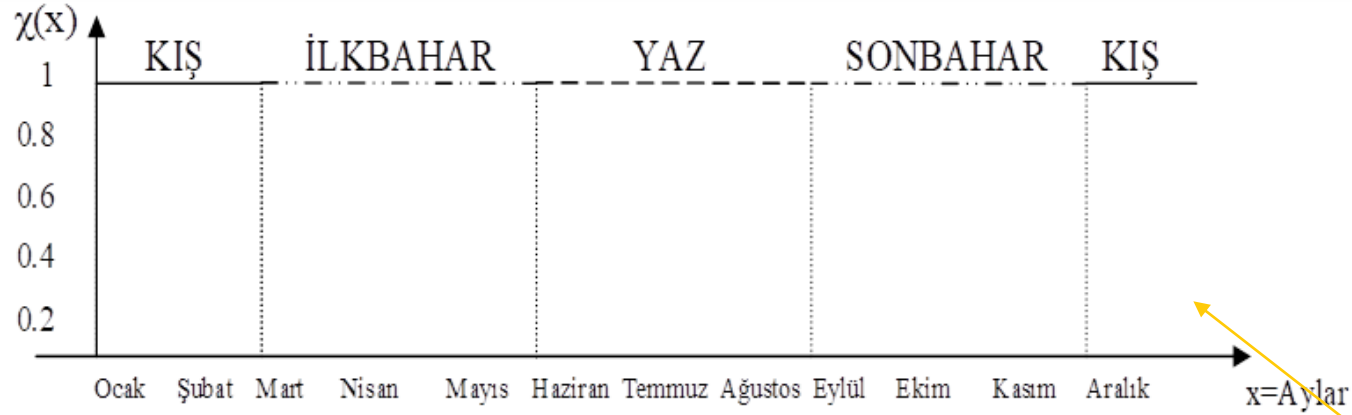 χ(x)
KIŞ İLKBAHAR YAZ SONBAHAR KIŞ
1
0.8
0.6
0.4
0.2
Ocak Şubat Mart Nisan Mayıs Haziran Temmuz Ağustos Eylül Ekim Kasım Aralık x=Aylar